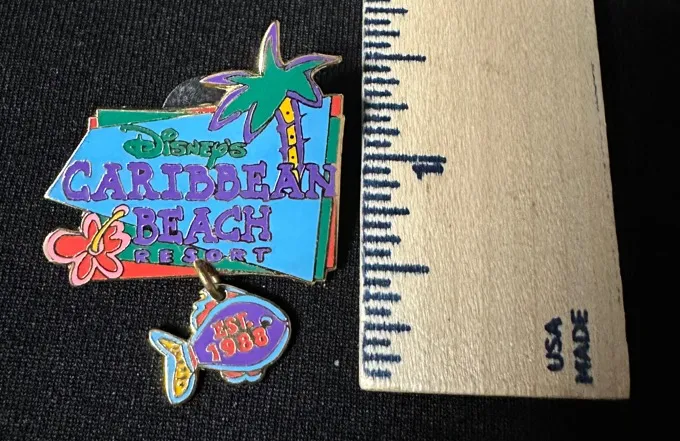 Disney's
CARIBBEAN
BEACH
RESORT
EST.
1988
1
USA
MADE